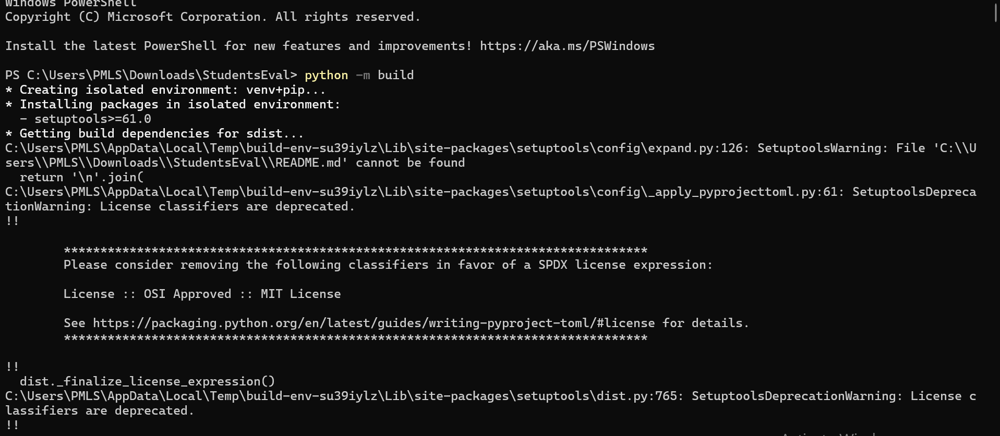 Windows PowerShell
Copyright (C) Microsoft Corporation. All rights reserved.
Install the latest PowerShell for new features and improvements! https://aka.ms/PSWindows
PS C:\Users\PMLS\Downloads\StudentsEval> python -m build
* Creating isolated environment: venv+pip...
* Installing packages in isolated environment:
  - setuptools>=61.0
* Getting build dependencies for sdist...
C:\Users\PMLS\AppData\Local\Temp\build-env-su39iylz\Lib\site-packages\setuptools\config\expand.py:126: SetuptoolsWarning: File 'C:\\U
sers\\PMLS\\Downloads\\StudentsEval\\README.md' cannot be found
  return '\n'.join(
C:\Users\PMLS\AppData\Local\Temp\build-env-su39iylz\Lib\site-packages\setuptools\config\_apply_pyprojecttoml.py:61: SetuptoolsDepreca
tionWarning: License classifiers are deprecated.
!!
        ********************************************************************************
        Please consider removing the following classifiers in favor of a SPDX license expression:
        License :: OSI Approved :: MIT License
        See https://packaging.python.org/en/latest/guides/writing-pyproject-toml/#license for details.
        ********************************************************************************
!!
  dist._finalize_license_expression()
C:\Users\PMLS\AppData\Local\Temp\build-env-su39iylz\Lib\site-packages\setuptools\dist.py:765: SetuptoolsDeprecationWarning: License c
lassifiers are deprecated.
!!